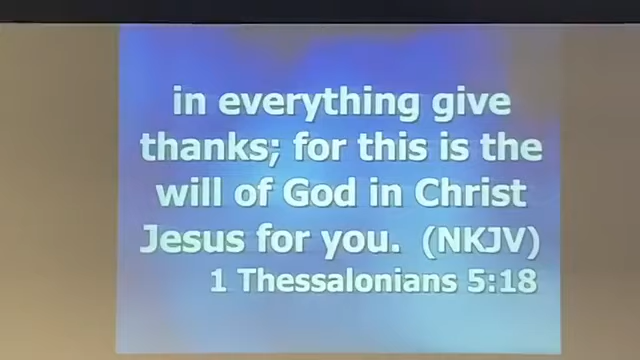 in everything give
thanks; for this is the
will of God in Christ
Jesus for you. (NKJV)
1 Thessalonians 5:18